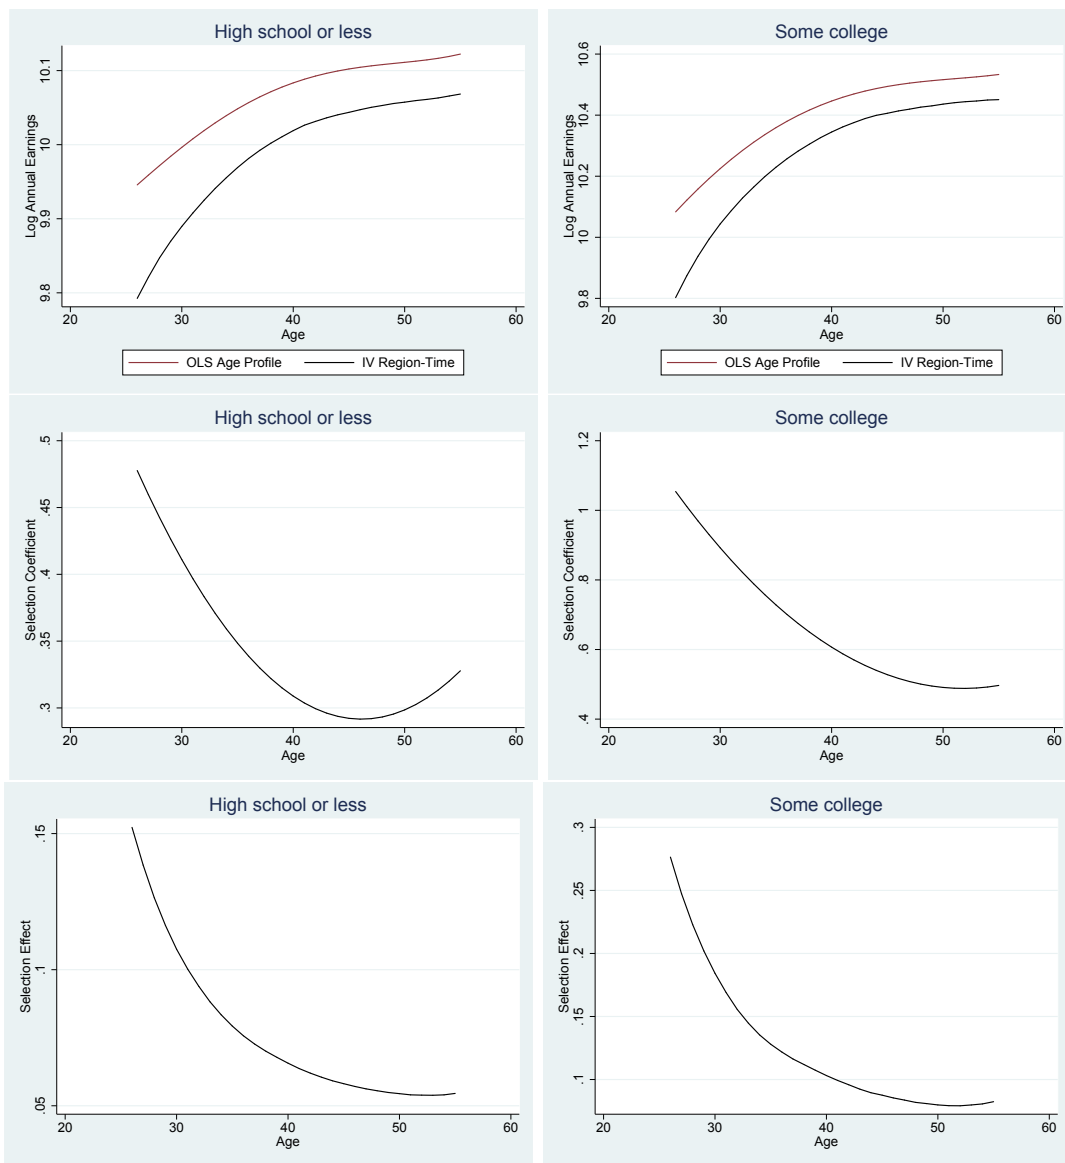 High school or less
Log Annual Earnings
10.1
10
9.9
9.8
20 30 40 50 60
Age
OLS Age Profile IV Region-Time
Some college
Log Annual Earnings
10.6
10.4
10.2
10
9.8
20 30 40 50 60
Age
OLS Age Profile IV Region-Time
High school or less
Selection Coefficient
.5
.45
.4
.35
.3
20 30 40 50 60
Age
Some college
Selection Coefficient
1.2
1
.8
.6
.4
20 30 40 50 60
Age
High school or less
Selection Effect
.15
.1
.05
20 30 40 50 60
Age
Some college
Selection Effect
.3
.25
.2
.15
.1
20 30 40 50 60
Age